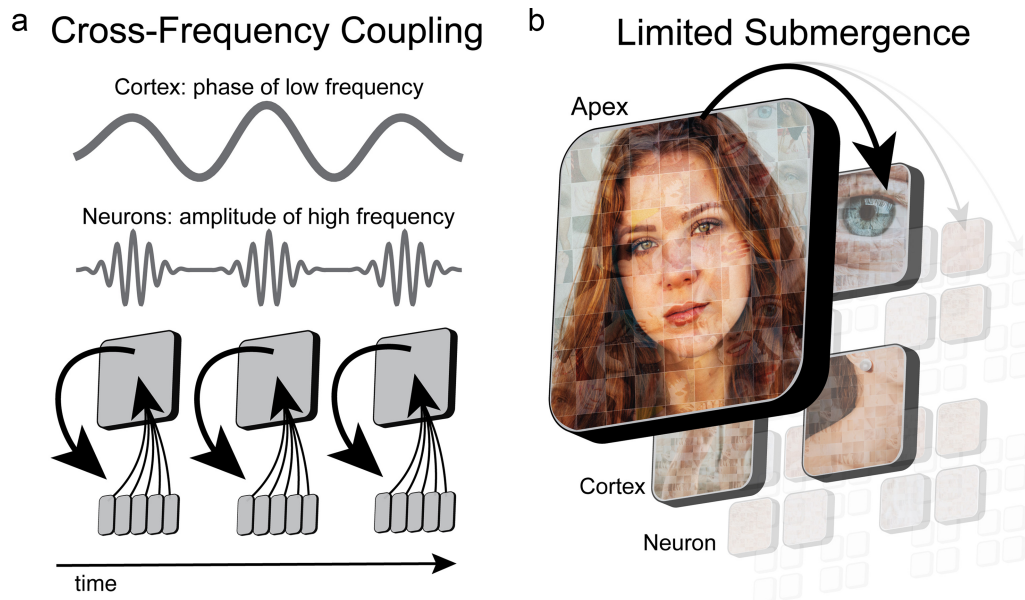 a
Cross-Frequency Coupling
Cortex: phase of low frequency
Neurons: amplitude of high frequency
time
b
Limited Submergence
Apex
Cortex
Neuron